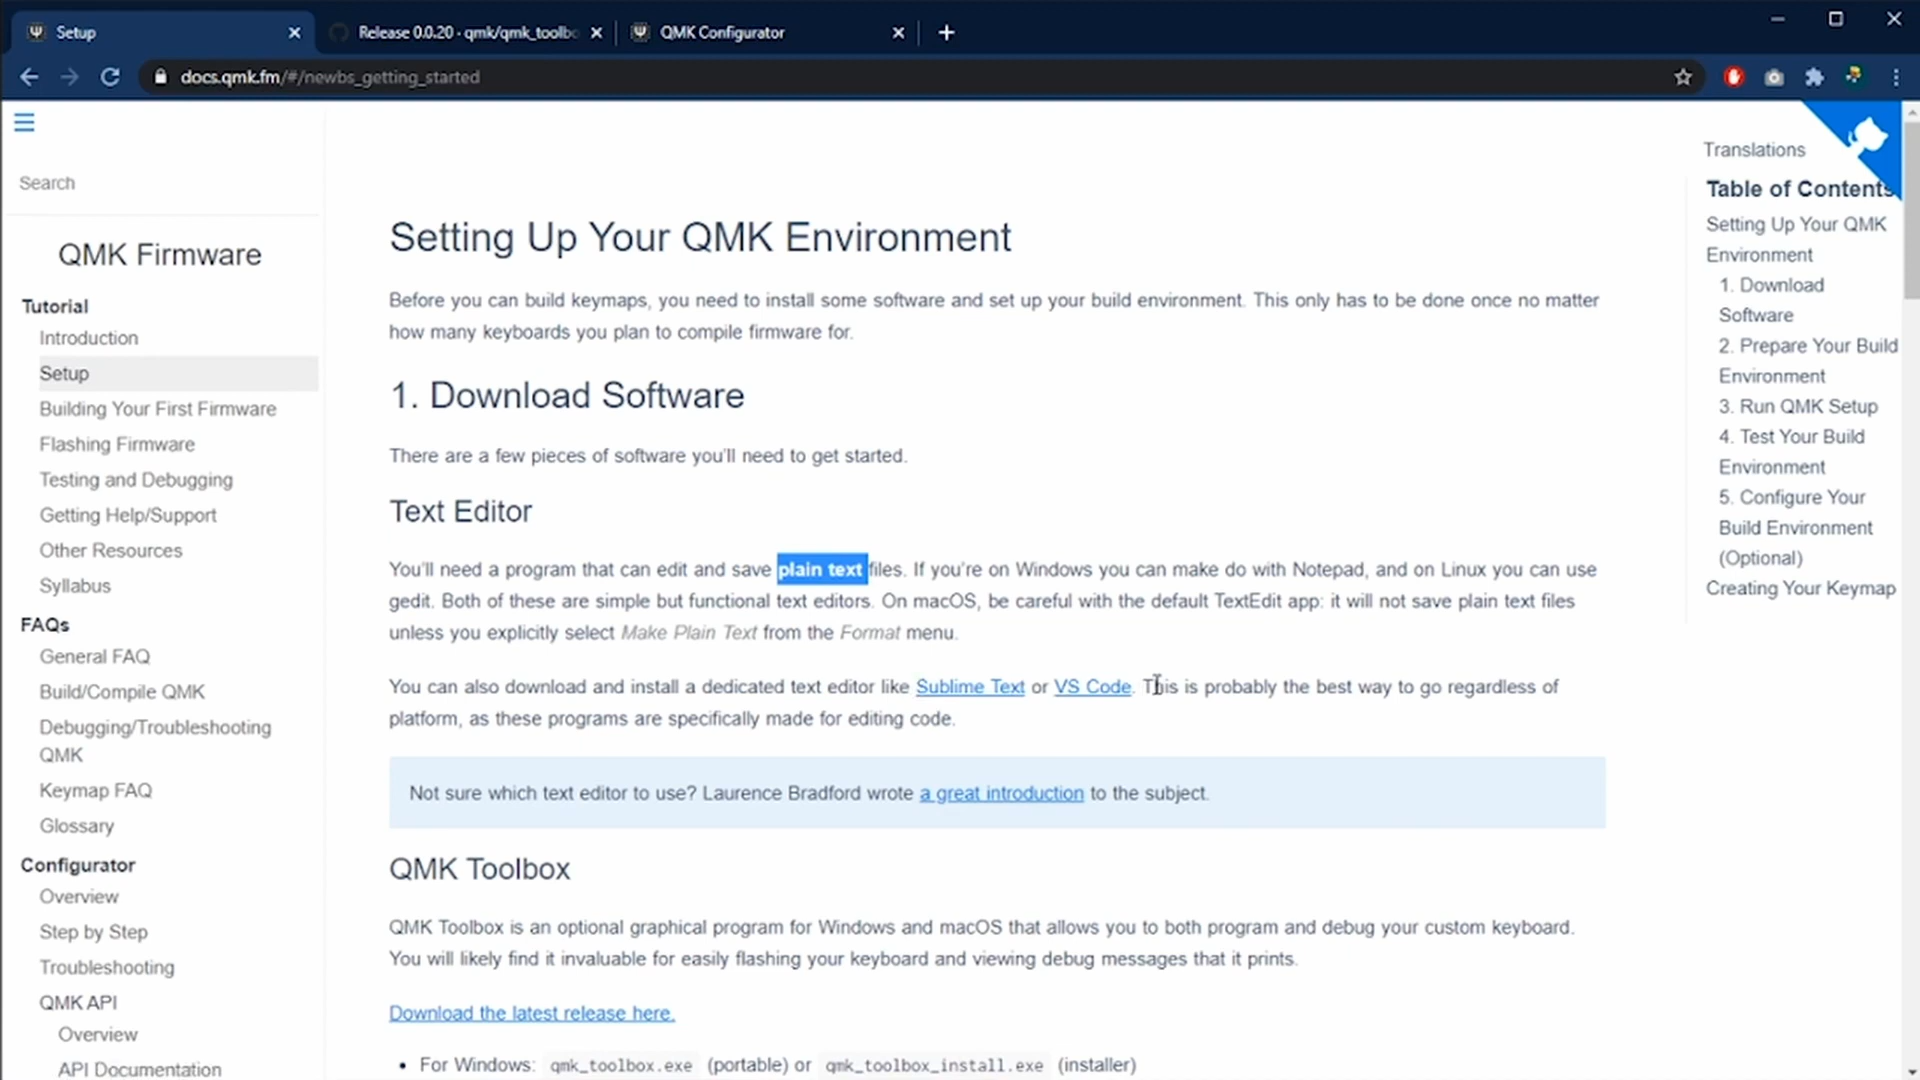 Setup
Release 0.0.20 · qmk/qmk_toolbo
QMK Configurator
docs.qmk.fm/#/newbs_getting_started
Search
QMK Firmware
Tutorial
Introduction
Setup
Building Your First Firmware
Flashing Firmware
Testing and Debugging
Getting Help/Support
Other Resources
Syllabus
FAQs
General FAQ
Build/Compile QMK
Debugging/Troubleshooting
QMK
Keymap FAQ
Glossary
Configurator
Overview
Step by Step
Troubleshooting
QMK API
Overview
API Documentation
Setting Up Your QMK Environment
Before you can build keymaps, you need to install some software and set up your build environment. This only has to be done once no matter
how many keyboards you plan to compile firmware for.
1. Download Software
There are a few pieces of software you'll need to get started.
Text Editor
You'll need a program that can edit and save plain text files. If you're on Windows you can make do with Notepad, and on Linux you can use
gedit. Both of these are simple but functional text editors. On macOS, be careful with the default TextEdit app: it will not save plain text files
unless you explicitly select Make Plain Text from the Format menu.
You can also download and install a dedicated text editor like Sublime Text or VS Code. This is probably the best way to go regardless of
platform, as these programs are specifically made for editing code.
Not sure which text editor to use? Laurence Bradford wrote a great introduction to the subject.
QMK Toolbox
QMK Toolbox is an optional graphical program for Windows and macOS that allows you to both program and debug your custom keyboard.
You will likely find it invaluable for easily flashing your keyboard and viewing debug messages that it prints.
Download the latest release here.
• For Windows: qmk_toolbox.exe (portable) or qmk_toolbox_install.exe (installer)
Translations
Table of Contents
Setting Up Your QMK
Environment
1. Download
Software
2. Prepare Your Build
Environment
3. Run QMK Setup
4. Test Your Build
Environment
5. Configure Your
Build Environment
(Optional)
Creating Your Keymap